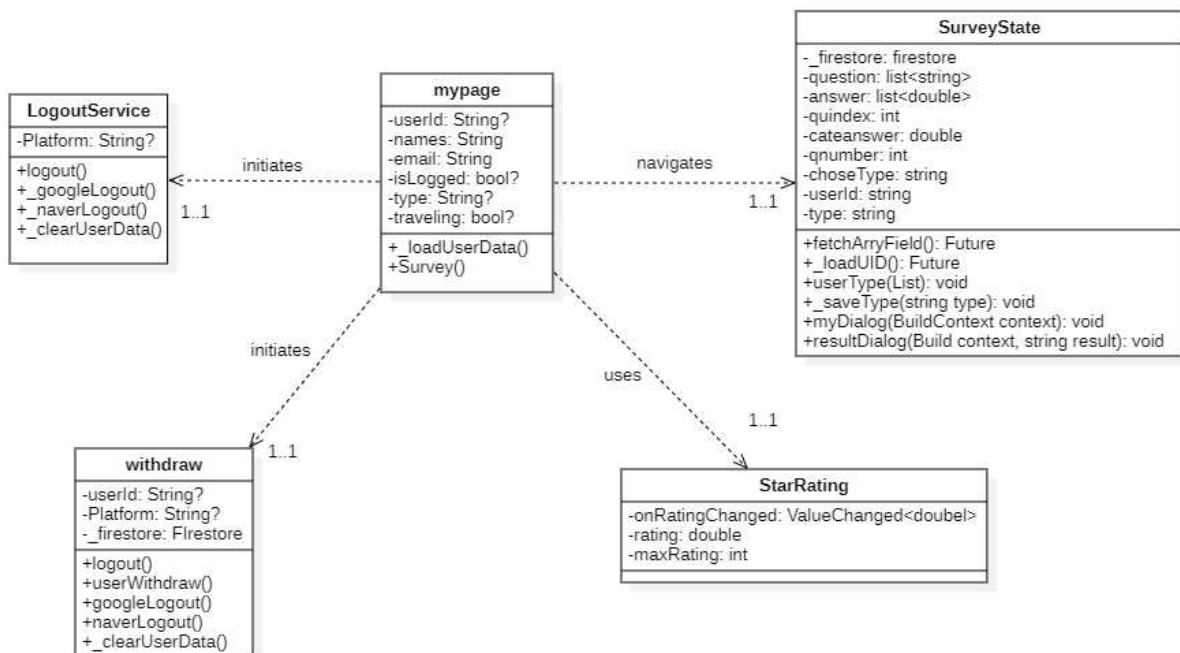 SurveyState
-_firestore: firestore
-question: list<string>
-answer: list<double>
-quindex: int
-cateanswer: double
-qnumber: int
-choseType: string
-userId: string
-type: string
+fetchArryField(): Future
+_loadUID(): Future
+userType(List): void
+_saveType(string type): void
+myDialog(BuildContext context): void
+resultDialog(Build context, string result): void
mypage
-userId: String?
-names: String
-email: String
-isLogged: bool?
-type: String?
-traveling: bool?
+_loadUserData()
+Survey()
LogoutService
-Platform: String?
+logout()
+_googleLogout()
+_naverLogout()
+_clearUserData()
initiates
1..1
navigates
1..1
initiates
1..1
uses
1..1
withdraw
-userId: String?
-Platform: String?
-_firestore: FIrestore
+logout()
+userWithdraw()
+googleLogout()
+naverLogout()
+_clearUserData()
StarRating
-onRatingChanged: ValueChanged<doubel>
-rating: double
-maxRating: int